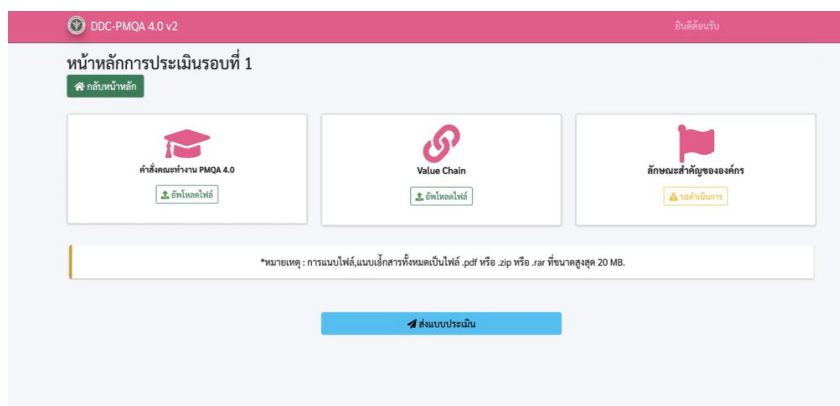 DDC-PMQA 4.0 v2
ยินดีต้อนรับ
หน้าหลักการประเมินรอบที่ 1
กลับหน้าหลัก
คำสั่งคณะทำงาน PMQA 4.0
อัพโหลดไฟล์
Value Chain
อัพโหลดไฟล์
ลักษณะสำคัญขององค์กร
รอดำเนินการ
*หมายเหตุ : การแนบไฟล์,แนบเอ้กสารทั้งหมดเป็นไฟล์ .pdf หรือ .zip หรือ .rar ที่ขนาดสูงสุด 20 MB.
ส่งแบบประเมิน